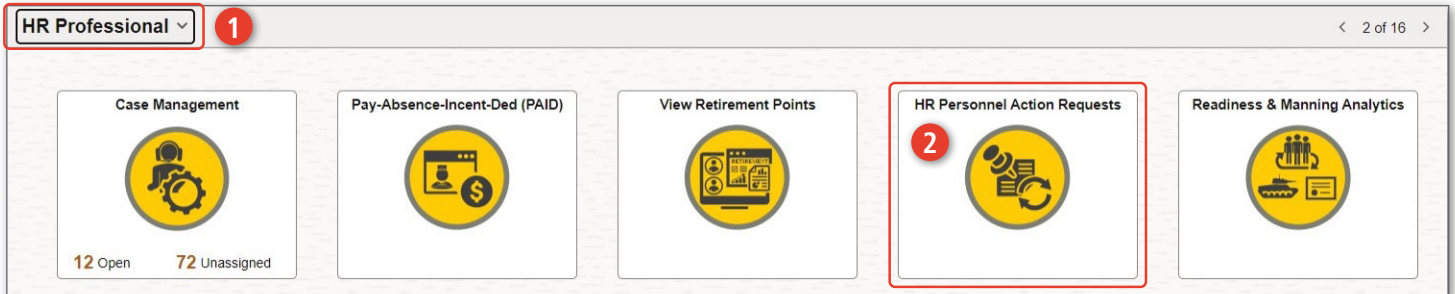 HR Professional
1
2 of 16
Case Management
12 Open 72 Unassigned
Pay-Absence-Incent-Ded (PAID)
View Retirement Points
RETIREMENT
HR Personnel Action Requests
2
Readiness & Manning Analytics